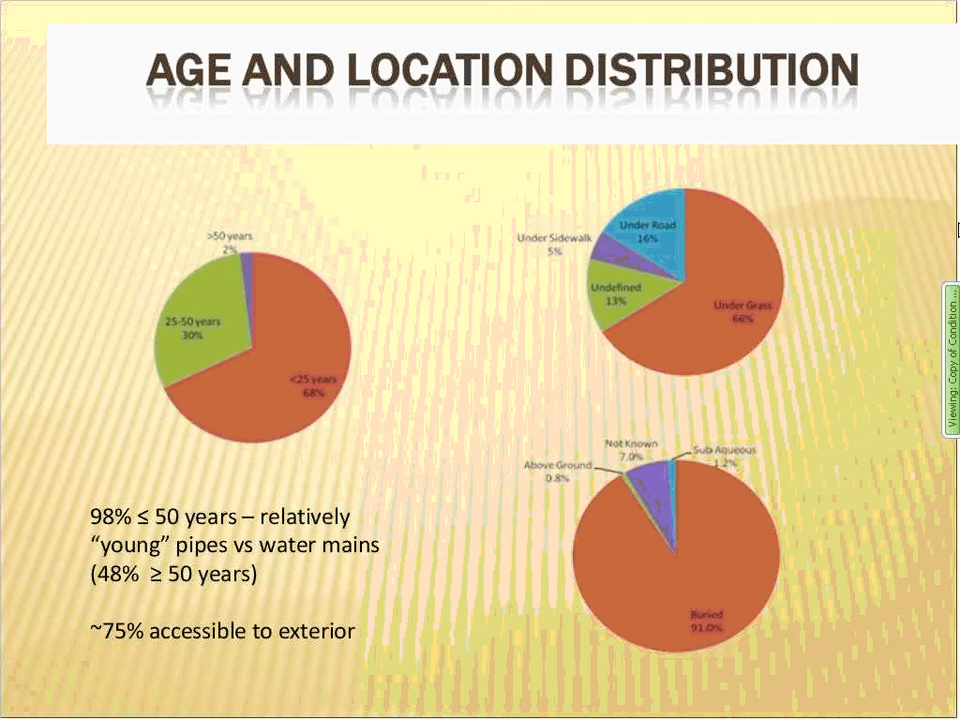 AGE AND LOCATION DISTRIBUTION
>50 years
2%
25-50 years
30%
<25 years
68%
Under Road
16%
Under Sidewalk
5%
Undefined
13%
Under Grass
66%
Not Known
7.0%
Sub Aqueous
1.2%
Above Ground
0.8%
Buried
91.0%
98% ≤ 50 years – relatively
“young” pipes vs water mains
(48% ≥ 50 years)
~75% accessible to exterior
Viewing: Copy of Condition ...